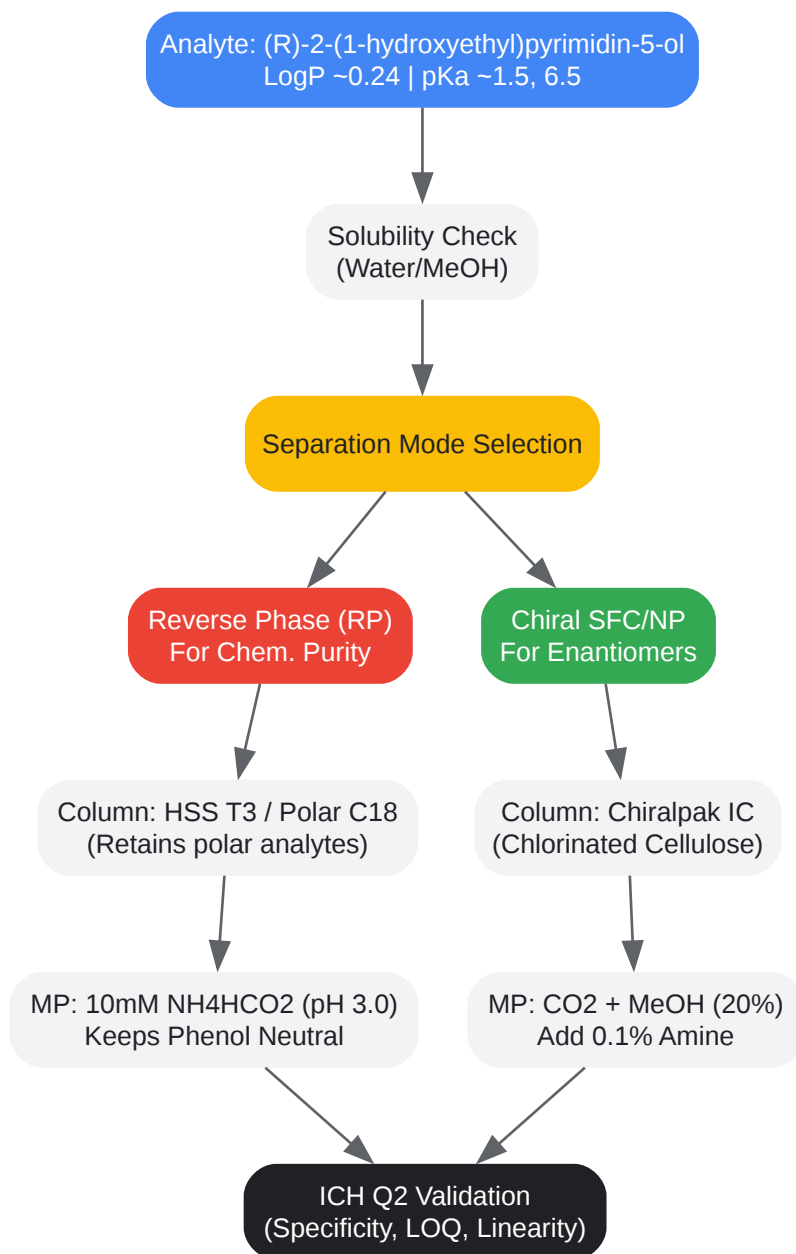 Analyte: (R)-2-(1-hydroxyethyl)pyrimidin-5-ol
LogP ~0.24 | pKa ~1.5, 6.5
Solubility Check
(Water/MeOH)
Separation Mode Selection
Reverse Phase (RP)
For Chem. Purity
Chiral SFC/NP
For Enantiomers
Column: HSS T3 / Polar C18
(Retains polar analytes)
Column: Chiralpak IC
(Chlorinated Cellulose)
MP: 10mM NH4HCO2 (pH 3.0)
Keeps Phenol Neutral
MP: CO2 + MeOH (20%)
Add 0.1% Amine
ICH Q2 Validation
(Specificity, LOQ, Linearity)